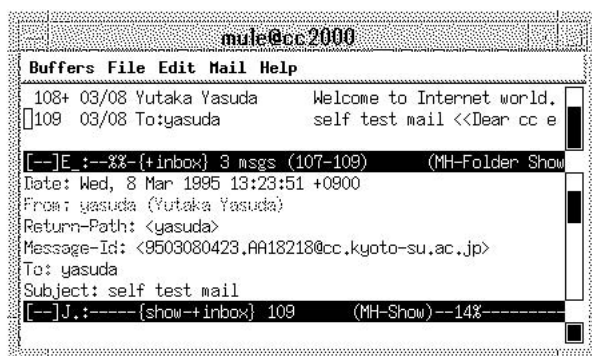 mule@cc2000
Buffers File Edit Mail Help
108+ 03/08 Yutaka Yasuda Welcome to Internet world.
109 03/08 To:yasuda self test mail <<Dear cc e
[--]E_:--%%-{+inbox} 3 msgs (107-109) (MH-Folder Show
Date: Wed, 8 Mar 1995 13:23:51 +0900
From: yasuda (Yutaka Yasuda)
Return-Path: <yasuda>
Message-Id: <9503080423.AA18218@cc.kyoto-su.ac.jp>
To: yasuda
Subject: self test mail
[--]J.:-----{show-+inbox} 109 (MH-Show)--14%---------